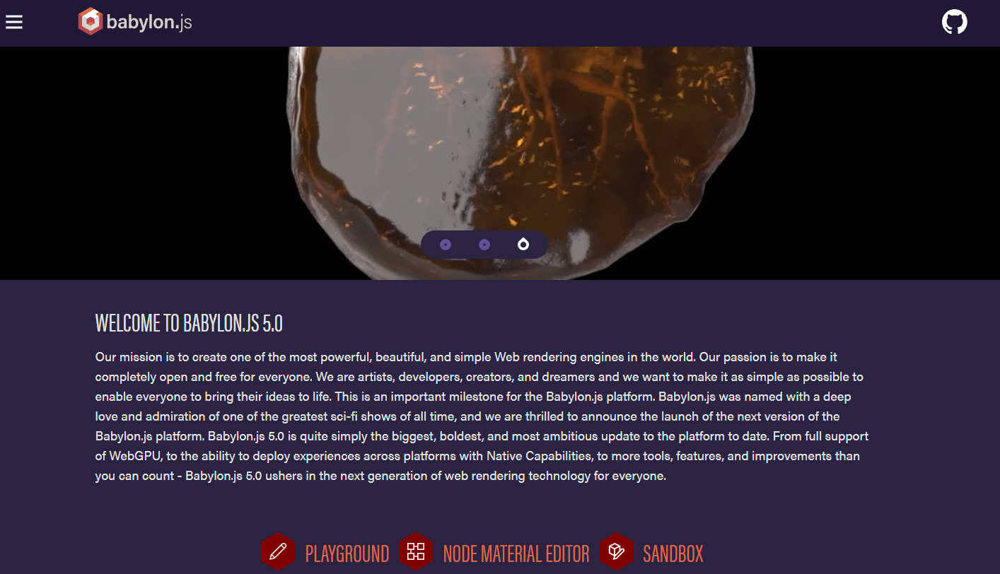 babylon.js
WELCOME TO BABYLON.JS 5.0
Our mission is to create one of the most powerful, beautiful, and simple Web rendering engines in the world. Our passion is to make it
completely open and free for everyone. We are artists, developers, creators, and dreamers and we want to make it as simple as possible to
enable everyone to bring their ideas to life. This is an important milestone for the Babylon.js platform. Babylon.js was named with a deep
love and admiration of one of the greatest sci-fi shows of all time, and we are thrilled to announce the launch of the next version of the
Babylon.js platform. Babylon.js 5.0 is quite simply the biggest, boldest, and most ambitious update to the platform to date. From full support
of WebGPU, to the ability to deploy experiences across platforms with Native Capabilities, to more tools, features, and improvements than
you can count - Babylon.js 5.0 ushers in the next generation of web rendering technology for everyone.
PLAYGROUND NODE MATERIAL EDITOR SANDBOX